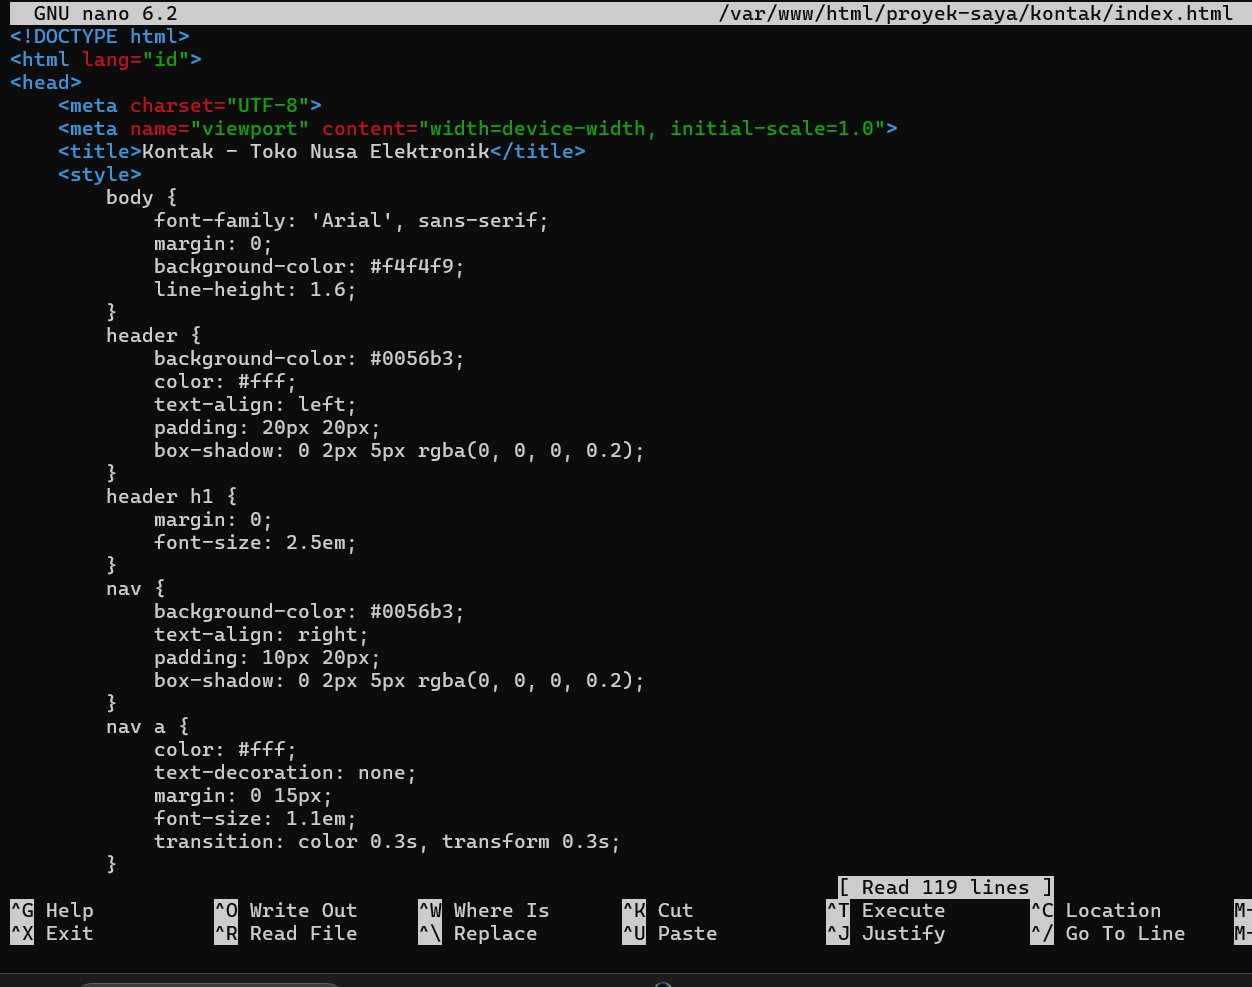 GNU nano 6.2 /var/www/html/proyek-saya/kontak/index.html
<!DOCTYPE html>
<html lang="id">
<head>
    <meta charset="UTF-8">
    <meta name="viewport" content="width=device-width, initial-scale=1.0">
    <title>Kontak - Toko Nusa Elektronik</title>
    <style>
        body {
            font-family: 'Arial', sans-serif;
            margin: 0;
            background-color: #f4f4f9;
            line-height: 1.6;
        }
        header {
            background-color: #0056b3;
            color: #fff;
            text-align: left;
            padding: 20px 20px;
            box-shadow: 0 2px 5px rgba(0, 0, 0, 0.2);
        }
        header h1 {
            margin: 0;
            font-size: 2.5em;
        }
        nav {
            background-color: #0056b3;
            text-align: right;
            padding: 10px 20px;
            box-shadow: 0 2px 5px rgba(0, 0, 0, 0.2);
        }
        nav a {
            color: #fff;
            text-decoration: none;
            margin: 0 15px;
            font-size: 1.1em;
            transition: color 0.3s, transform 0.3s;
        }
[ Read 119 lines ]
^G Help ^O Write Out ^W Where Is ^K Cut ^T Execute ^C Location M-
^X Exit ^R Read File ^\ Replace ^U Paste ^J Justify ^/ Go To Line M-